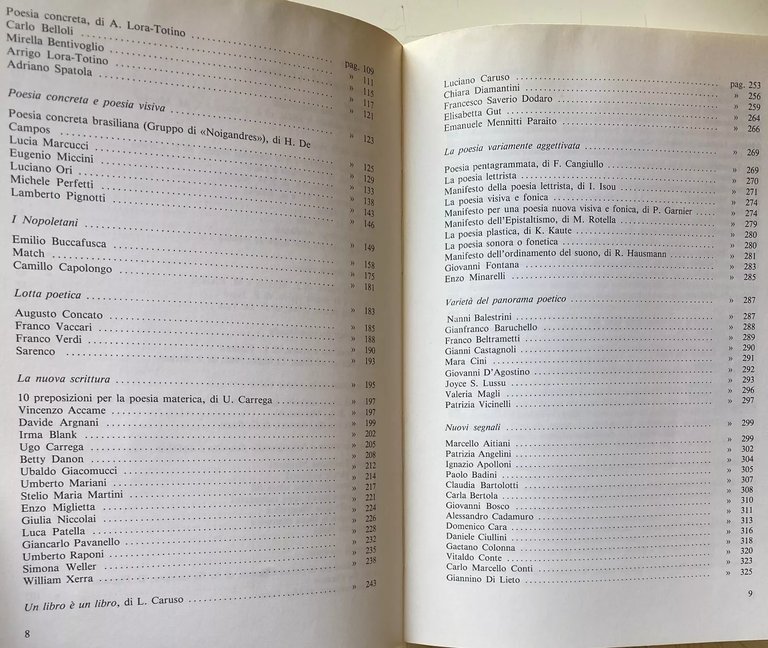 Poesia concreta, di A. Lora-Totino ........ pag. 109
Carlo Belloli ........ » 111
Mirella Bentivoglio ........ » 115
Arrigo Lora-Totino ........ » 117
Adriano Spatola ........ » 121
Poesia concreta e poesia visiva ........ » 123
Poesia concreta brasiliana (Gruppo di «Noigandres»), di H. De
Campos ........ » 125
Lucia Marcucci ........ » 129
Eugenio Miccini ........ » 133
Luciano Ori ........ » 138
Michele Perfetti ........ » 143
Lamberto Pignotti ........ » 146
I Nopoletani ........ » 149
Emilio Buccafusca ........ » 158
Match ........ » 175
Camillo Capolongo ........ » 181
Lotta poetica ........ » 183
Augusto Concato ........ » 185
Franco Vaccari ........ » 188
Franco Verdi ........ » 190
Sarenco ........ » 193
La nuova scrittura ........ » 195
10 preposizioni per la poesia materica, di U. Carrega ........ » 197
Vincenzo Accame ........ » 197
Davide Argnani ........ » 199
Irma Blank ........ » 202
Ugo Carrega ........ » 205
Betty Danon ........ » 208
Ubaldo Giacomucci ........ » 212
Umberto Mariani ........ » 214
Stelio Maria Martini ........ » 217
Enzo Miglietta ........ » 221
Giulia Niccolai ........ » 224
Luca Patella ........ » 226
Giancarlo Pavanello ........ » 228
Umberto Raponi ........ » 232
Simona Weller ........ » 235
William Xerra ........ » 238
Un libro è un libro, di L. Caruso ........ » 243
8
Luciano Caruso ........ pag. 253
Chiara Diamantini ........ » 256
Francesco Saverio Dodaro ........ » 259
Elisabetta Gut ........ » 264
Emanuele Mennitti Paraito ........ » 266
La poesia variamente aggettivata ........ » 269
Poesia pentagrammata, di F. Cangiullo ........ » 269
La poesia lettrista ........ » 270
Manifesto della poesia lettrista, di I. Isou ........ » 271
La poesia visiva e fonica ........ » 274
Manifesto per una poesia nuova visiva e fonica, di P. Garnier ........ » 274
Manifesto dell'Epistaltismo, di M. Rotella ........ » 279
La poesia plastica, di K. Kaute ........ » 280
La poesia sonora o fonetica ........ » 280
Manifesto dell'ordinamento del suono, di R. Hausmann ........ » 281
Giovanni Fontana ........ » 283
Enzo Minarelli ........ » 285
Varietà del panorama poetico ........ » 287
Nanni Balestrini ........ » 287
Gianfranco Baruchello ........ » 288
Franco Beltrametti ........ » 289
Gianni Castagnoli ........ » 290
Mara Cini ........ » 291
Giovanni D'Agostino ........ » 292
Joyce S. Lussu ........ » 293
Valeria Magli ........ » 296
Patrizia Vicinelli ........ » 297
Nuovi segnali ........ » 299
Marcello Aitiani ........ » 299
Patrizia Angelini ........ » 302
Ignazio Apolloni ........ » 304
Paolo Badini ........ » 305
Claudia Bartolotti ........ » 307
Carla Bertola ........ » 308
Giovanni Bosco ........ » 310
Alessandro Cadamuro ........ » 311
Domenico Cara ........ » 313
Daniele Ciullini ........ » 316
Gaetano Colonna ........ » 318
Vitaldo Conte ........ » 320
Carlo Marcello Conti ........ » 323
Giannino Di Lieto ........ » 325
9